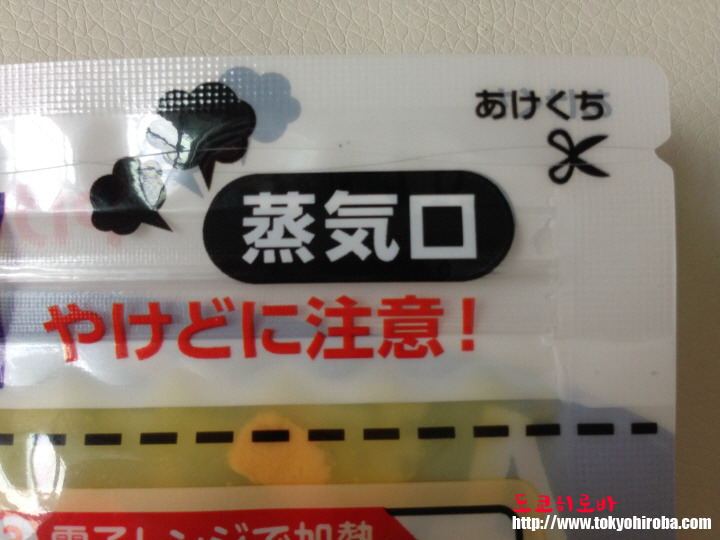 あけくち
蒸気口
やけどに注意！
電子レンジで加熱
도쿄히로바
http://www.tokyohiroba.com